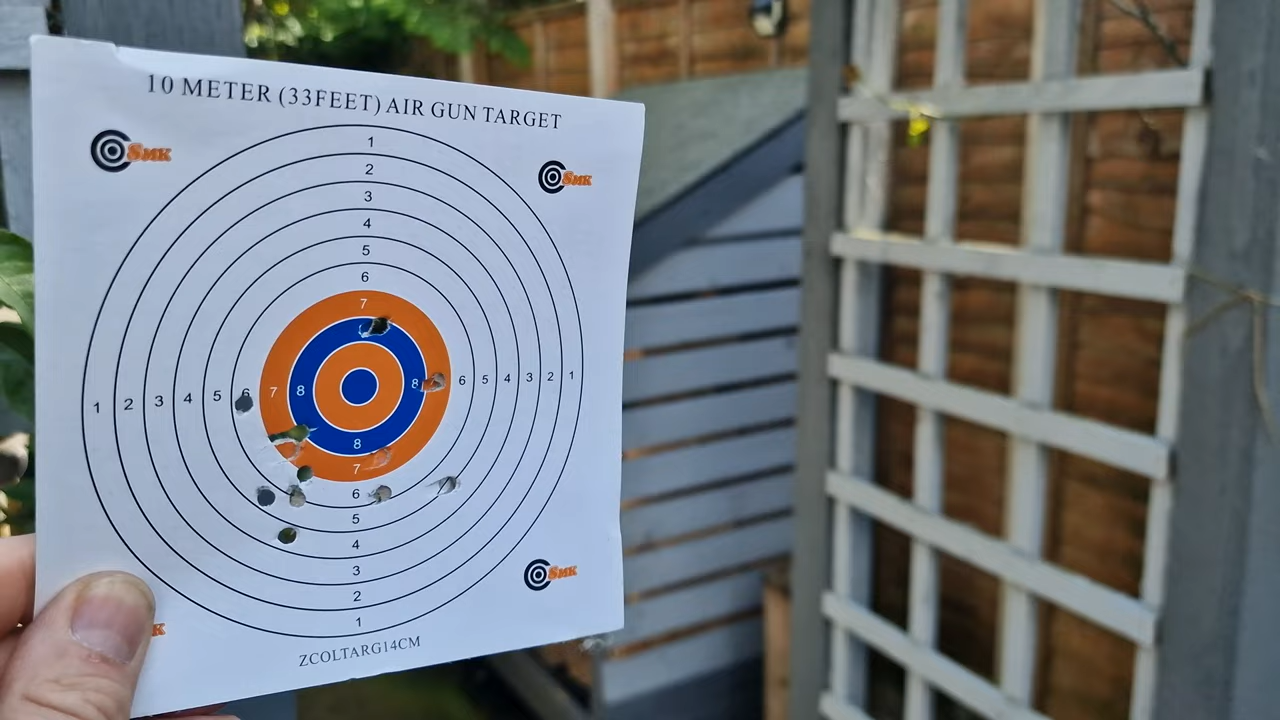 10 METER (33FEET) AIR GUN TARGET
SMK
SMK
1
2
3
4
5
6
7
1 2 3 4 5 6 7 8 8 6 5 4 3 2 1
8
7
6
5
4
3
2
1
SMK
K
ZCOLTARG14CM